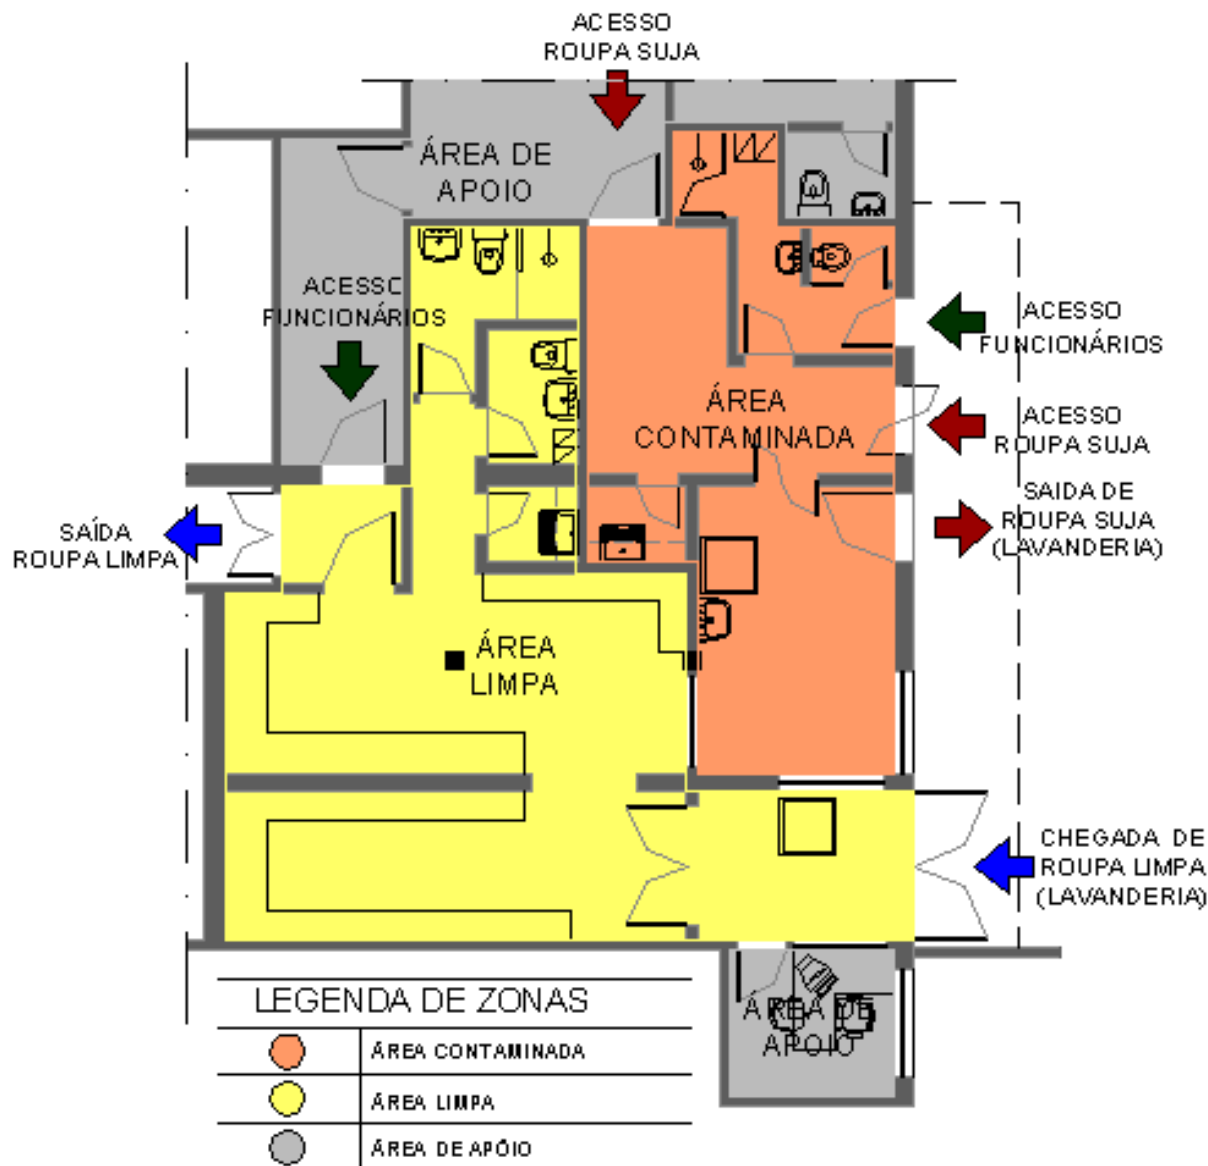 ACESSO
ROUPA SUJA
ÁREA DE
APOIO
ACESSO
FUNCIONÁRIOS
ACESSO
FUNCIONÁRIOS
ÁREA
CONTAMINADA
ACESSO
ROUPA SUJA
SAIDA DE
ROUPA SUJA
(LAVANDERIA)
SAÍDA
ROUPA LIMPA
ÁREA
LIMPA
CHEGADA DE
ROUPA LIMPA
(LAVANDERIA)
ÁREA DE
APOIO
LEGENDA DE ZONAS
ÁREA CONTAMINADA
ÁREA LIMPA
ÁREA DE APÓIO